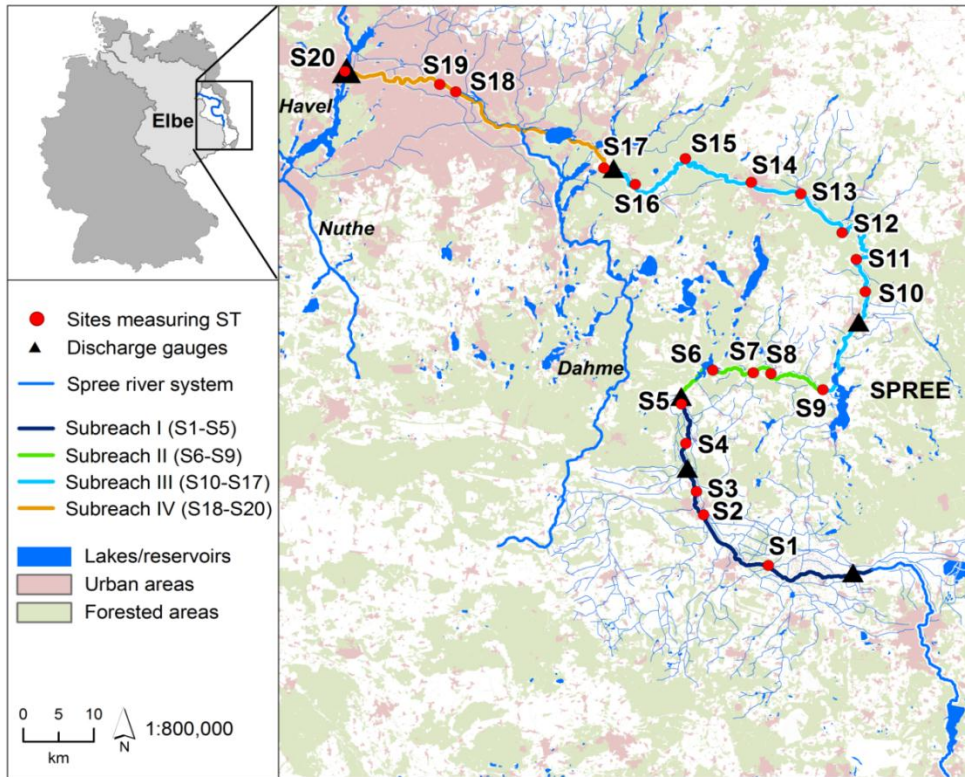 Elbe
Sites measuring ST
Discharge gauges
Spree river system
Subreach I (S1-S5)
Subreach II (S6-S9)
Subreach III (S10-S17)
Subreach IV (S18-S20)
Lakes/reservoirs
Urban areas
Forested areas
0 5 10
km
N
1:800,000
S20
S19
S18
Havel
S17
S15
S14
S16
S13
Nuthe
S12
S11
S10
Dahme
S6
S7
S8
S5
S9
SPREE
S4
S3
S2
S1